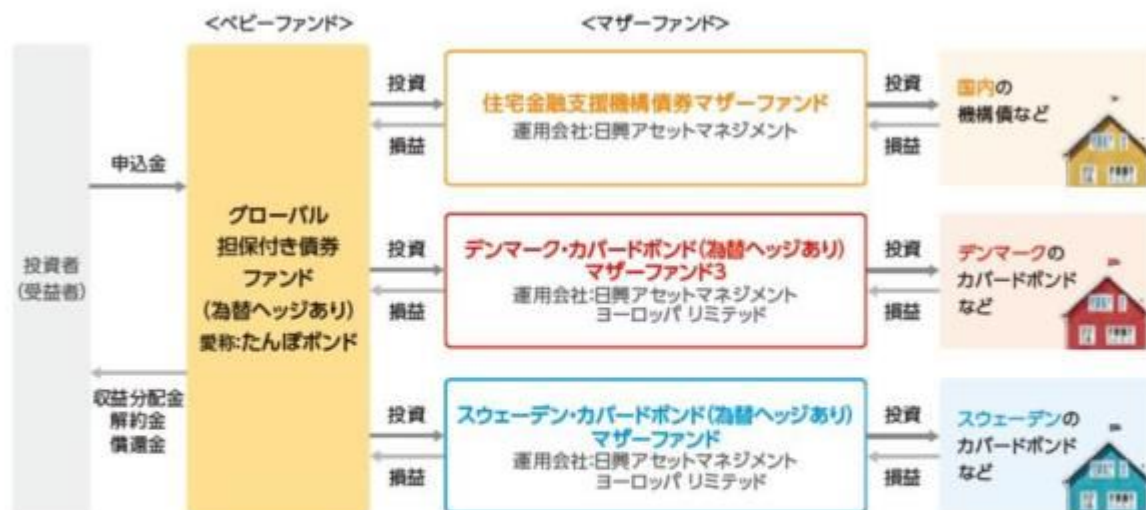 <ベビーファンド>
<マザーファンド>
投資者
(受益者)
申込金
収益分配金
解約金
償還金
グローバル
担保付き債券
ファンド
(為替ヘッジあり)
愛称:たんぽボンド
投資
損益
住宅金融支援機構債券マザーファンド
運用会社:日興アセットマネジメント
投資
損益
国内の
機構債など
投資
損益
デンマーク・カバードボンド(為替ヘッジあり)
マザーファンド3
運用会社:日興アセットマネジメント
ヨーロッパ リミテッド
投資
損益
デンマークの
カバードボンド
など
投資
損益
スウェーデン・カバードボンド(為替ヘッジあり)
マザーファンド
運用会社:日興アセットマネジメント
ヨーロッパ リミテッド
投資
損益
スウェーデンの
カバードボンド
など